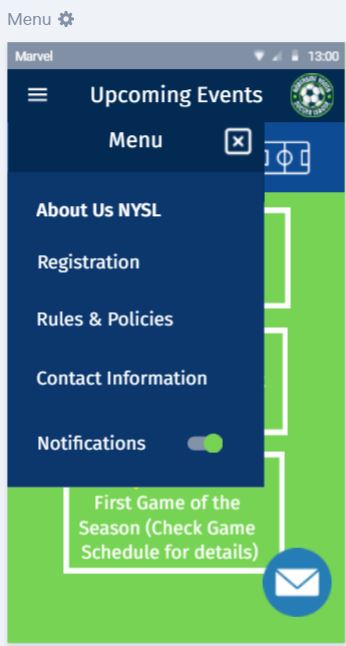 Menu
Marvel 13:00
Upcoming Events
Menu
About Us NYSL
Registration
Rules & Policies
Contact Information
Notifications
First Game of the
Season (Check Game
Schedule for details)